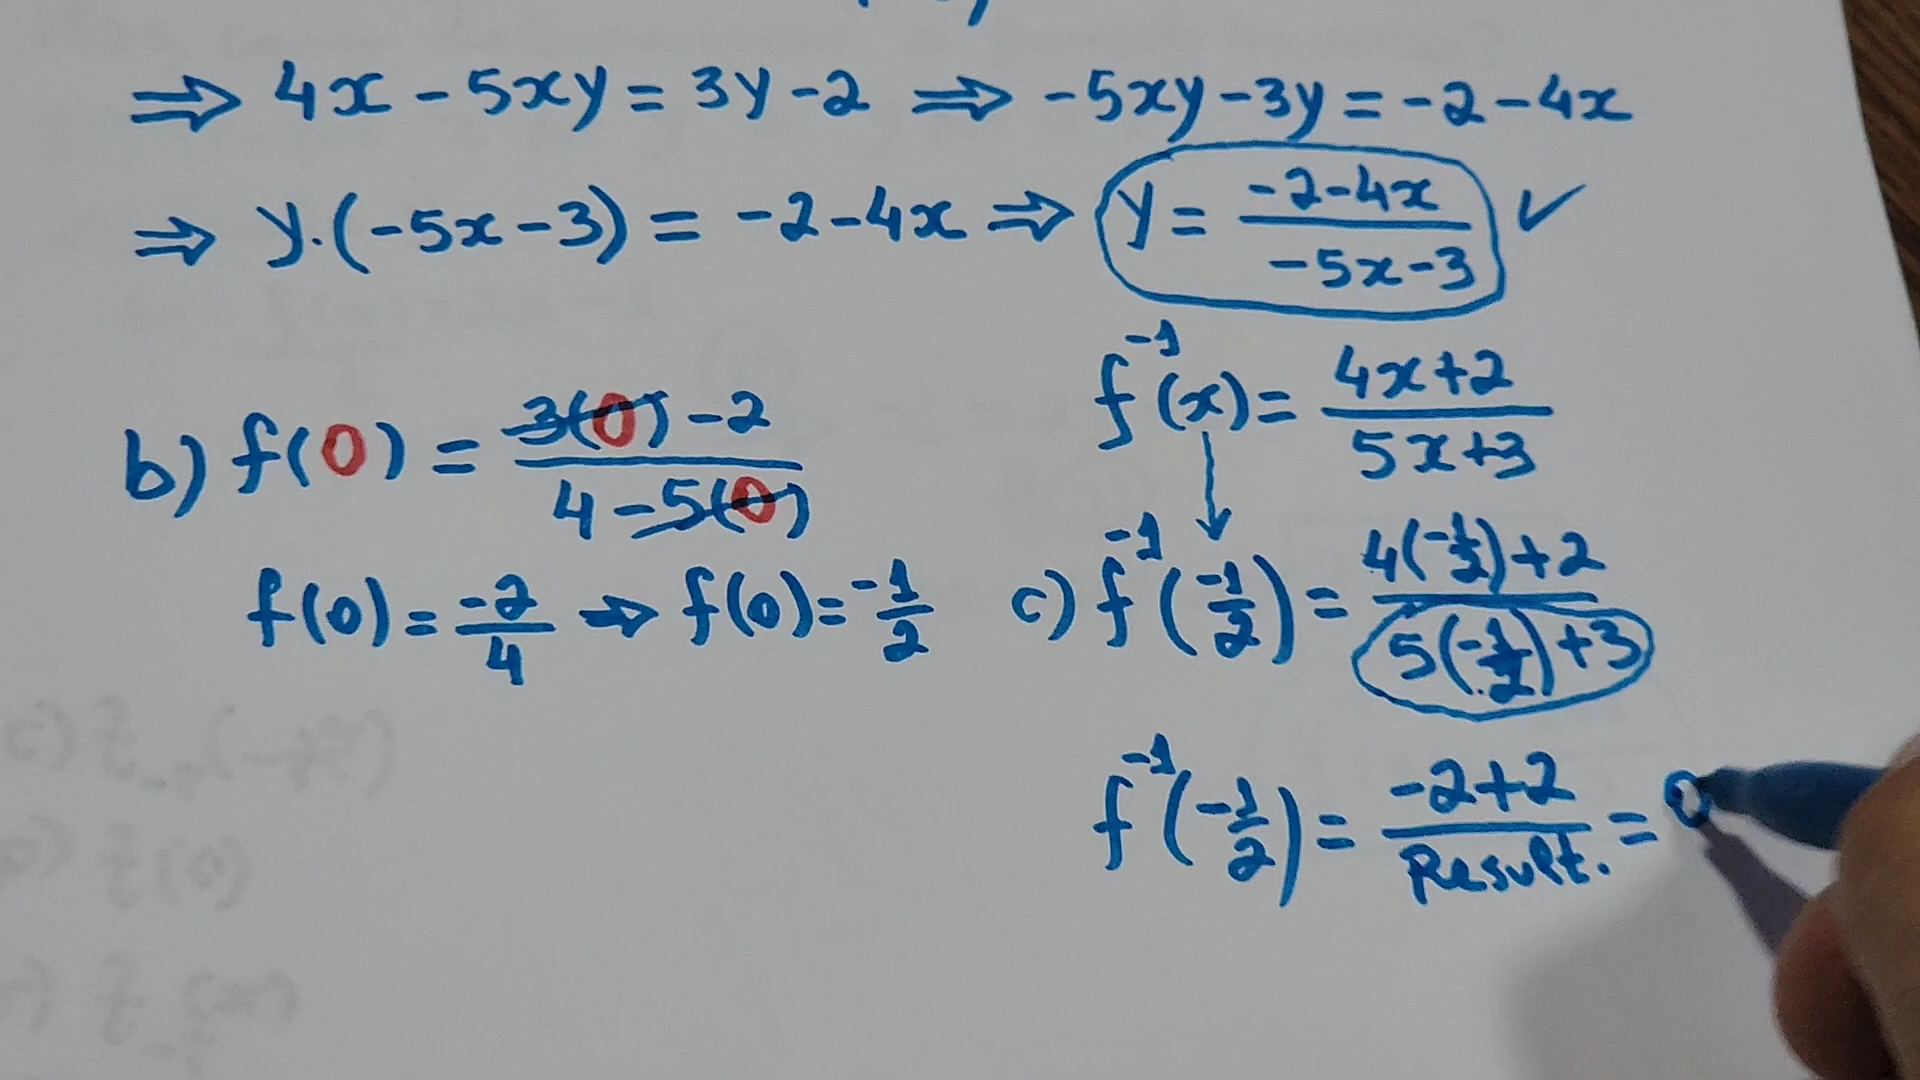 ⇒ 4x - 5xy = 3y - 2 ⇒ -5xy - 3y = -2 - 4x
⇒ y.(-5x - 3) = -2 - 4x ⇒ y = (-2 - 4x)/(-5x - 3) ✓
b) f(0) = (3(0) - 2)/(4 - 5(0))
f(0) = -2/4 → f(0) = -1/2
f⁻¹(x) = (4x+2)/(5x+3)
↓
c) f⁻¹(-1/2) = (4(-1/2)+2)/(5(-1/2)+3)
f⁻¹(-1/2) = (-2+2)/Result. = 0